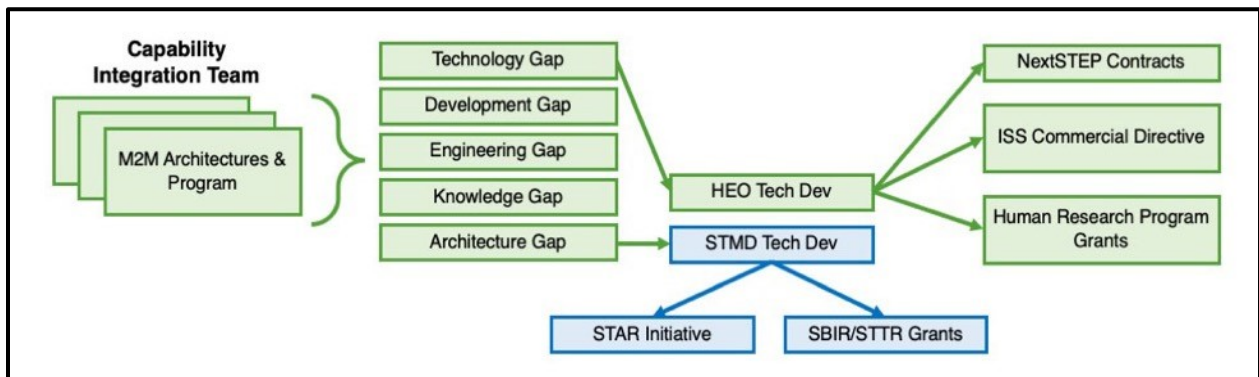 Capability
Integration Team
M2M Architectures &
Program
Technology Gap
Development Gap
Engineering Gap
Knowledge Gap
Architecture Gap
HEO Tech Dev
STMD Tech Dev
STAR Initiative
SBIR/STTR Grants
NextSTEP Contracts
ISS Commercial Directive
Human Research Program
Grants